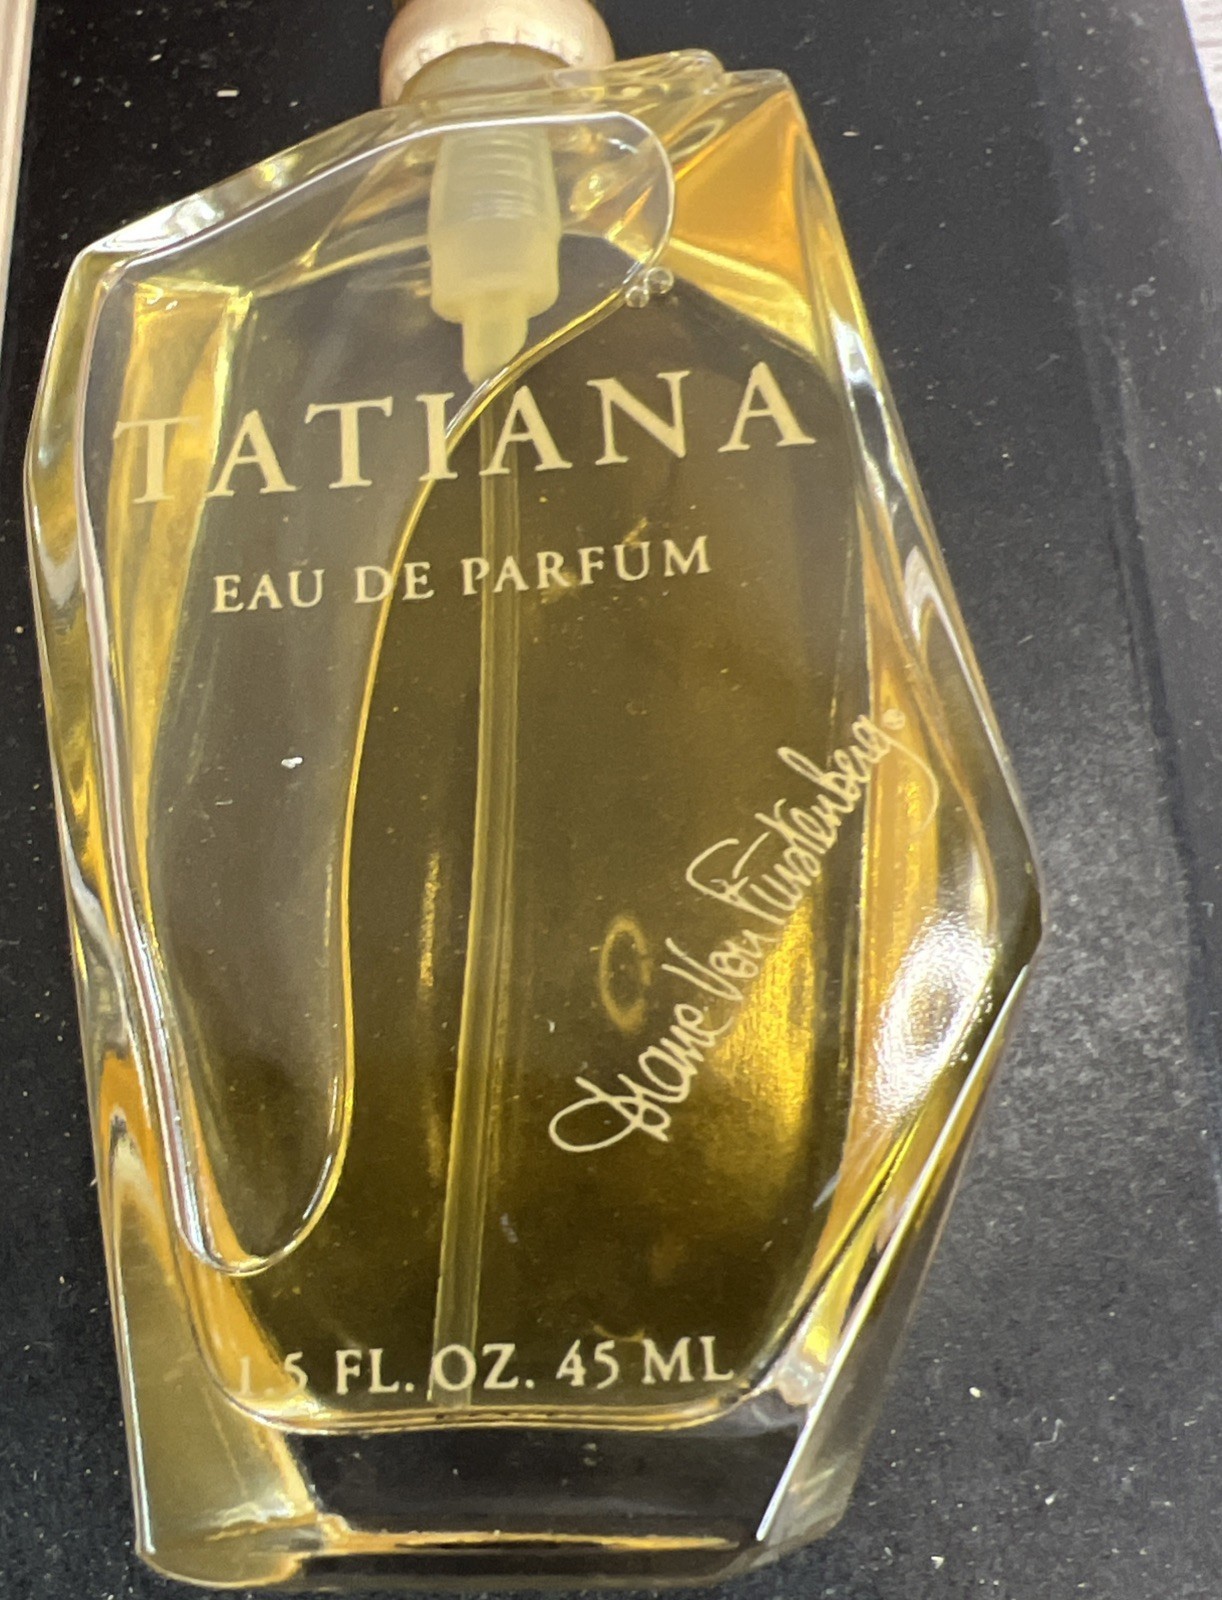 TATIANA
EAU DE PARFUM
Diane Von Furstenberg®
1.5 FL. OZ. 45 ML